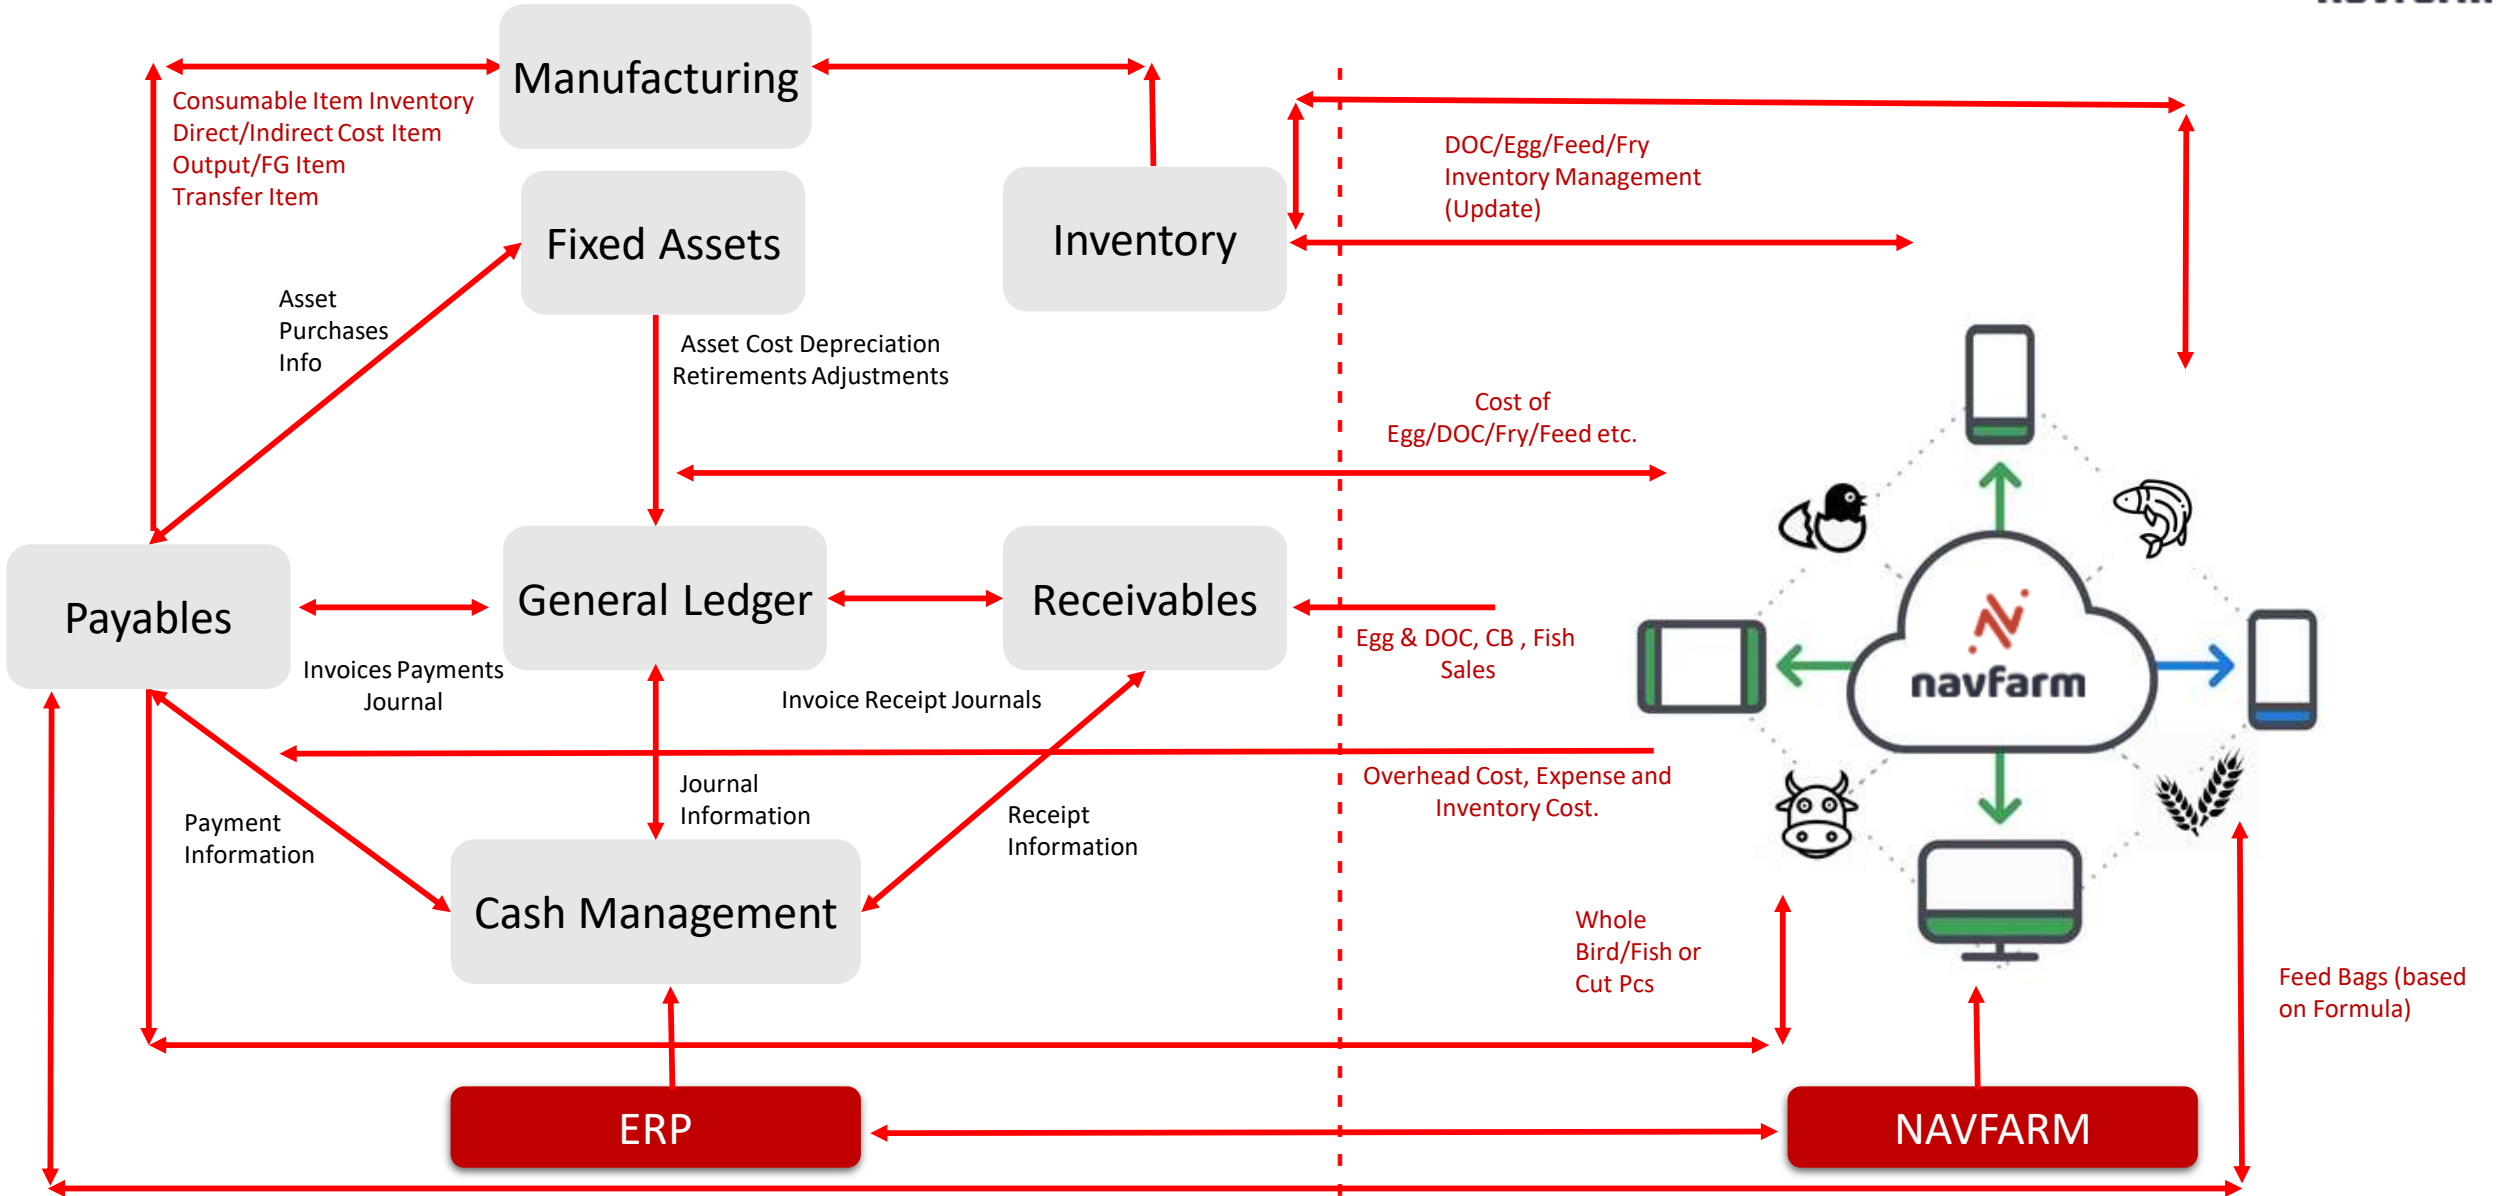 Manufacturing
Consumable Item Inventory
Direct/Indirect Cost Item
Output/FG Item
Transfer Item
DOC/Egg/Feed/Fry
Inventory Management
(Update)
Fixed Assets
Inventory
Asset
Purchases
Info
Asset Cost Depreciation
Retirements Adjustments
Cost of
Egg/DOC/Fry/Feed etc.
Payables
General Ledger
Receivables
Egg & DOC, CB , Fish
Sales
navfarm
Invoices Payments
Journal
Invoice Receipt Journals
Journal
Information
Overhead Cost, Expense and
Inventory Cost.
Payment
Information
Receipt
Information
Cash Management
Whole
Bird/Fish or
Cut Pcs
Feed Bags (based
on Formula)
ERP
NAVFARM